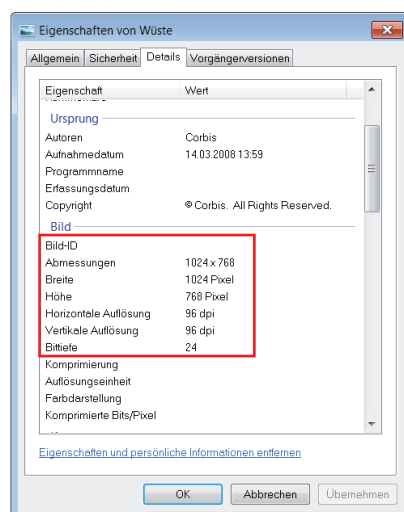 Eigenschaften von Wüste
Allgemein Sicherheit Details Vorgängerversionen
Eigenschaft Wert
Ursprung
Autoren Corbis
Aufnahmedatum 14.03.2008 13:59
Programmname
Erfassungsdatum
Copyright © Corbis. All Rights Reserved.
Bild
Bild-ID
Abmessungen 1024 x 768
Breite 1024 Pixel
Höhe 768 Pixel
Horizontale Auflösung 96 dpi
Vertikale Auflösung 96 dpi
Bittiefe 24
Komprimierung
Auflösungseinheit
Farbdarstellung
Komprimierte Bits/Pixel
Eigenschaften und persönliche Informationen entfernen
OK Abbrechen Übernehmen